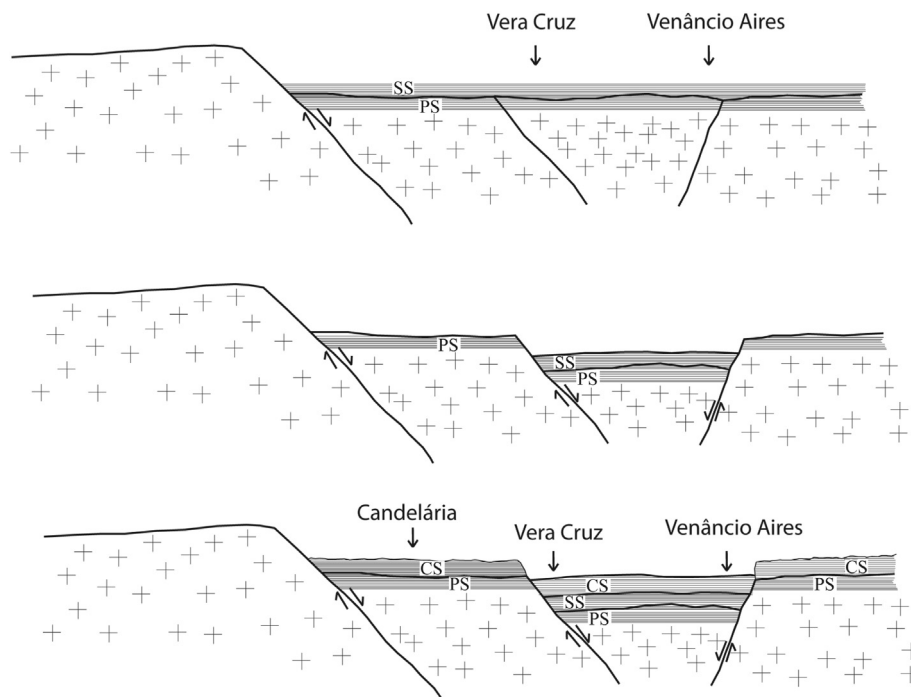 Vera Cruz Venâncio Aires
SS
PS
PS
SS
PS
Candelária
Vera Cruz Venâncio Aires
CS CS
PS CS PS
SS
PS